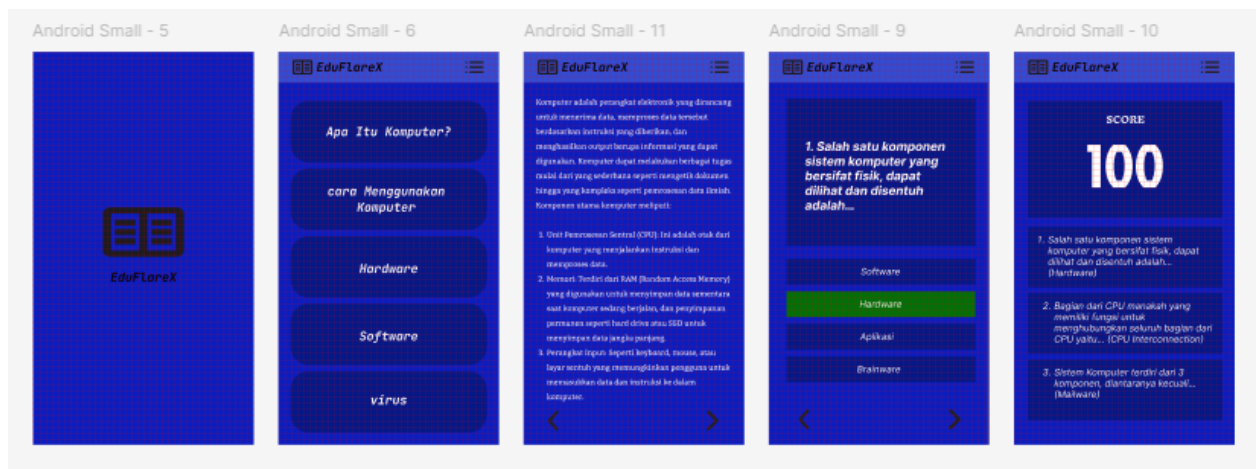 Android Small - 5
EduFlareX
Android Small - 6
EduFlareX
Apa Itu Komputer?
cara Menggunakan
Komputer
Hardware
Software
virus
Android Small - 11
EduFlareX
Komputer adalah perangkat elektronik yang dirancang
untuk menerima data, memproses data tersebut
berdasarkan instruksi yang diberikan, dan
menghasilkan output berupa informasi yang dapat
digunakan. Komputer dapat melakukan berbagai tugas
mulai dari yang sederhana seperti mengetik dokumen
hingga yang kompleks seperti pemrosesan data ilmiah.
Komponen utama komputer meliputi:
1. Unit Pemrosesan Sentral (CPU): Ini adalah otak dari
komputer yang menjalankan instruksi dan
memproses data.
2. Memori: Terdiri dari RAM (Random Access Memory)
yang digunakan untuk menyimpan data sementara
saat komputer sedang berjalan, dan penyimpanan
permanen seperti hard drive atau SSD untuk
menyimpan data jangka panjang.
3. Perangkat Input: Seperti keyboard, mouse, atau
layar sentuh yang memungkinkan pengguna untuk
memasukkan data dan instruksi ke dalam
komputer.
Android Small - 9
EduFlareX
1. Salah satu komponen
sistem komputer yang
bersifat fisik, dapat
dilihat dan disentuh
adalah...
Software
Hardware
Aplikasi
Brainware
Android Small - 10
EduFlareX
SCORE
100
1. Salah satu komponen sistem
komputer yang bersifat fisik, dapat
dilihat dan disentuh adalah...
(Hardware)
2. Bagian dari CPU manakah yang
memiliki fungsi untuk
menghubungkan seluruh bagian dari
CPU yaitu... (CPU Interconnection)
3. Sistem Komputer terdiri dari 3
komponen, diantaranya kecuali...
(Malware)